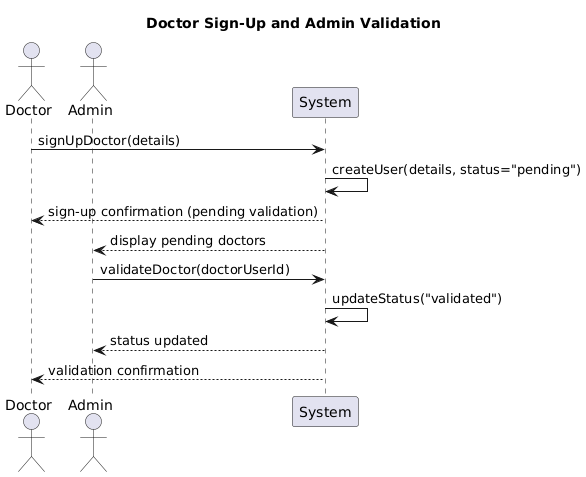 Doctor Sign-Up and Admin Validation
Doctor
Admin
System
signUpDoctor(details)
createUser(details, status="pending")
sign-up confirmation (pending validation)
display pending doctors
validateDoctor(doctorUserId)
updateStatus("validated")
status updated
validation confirmation
Doctor
Admin
System